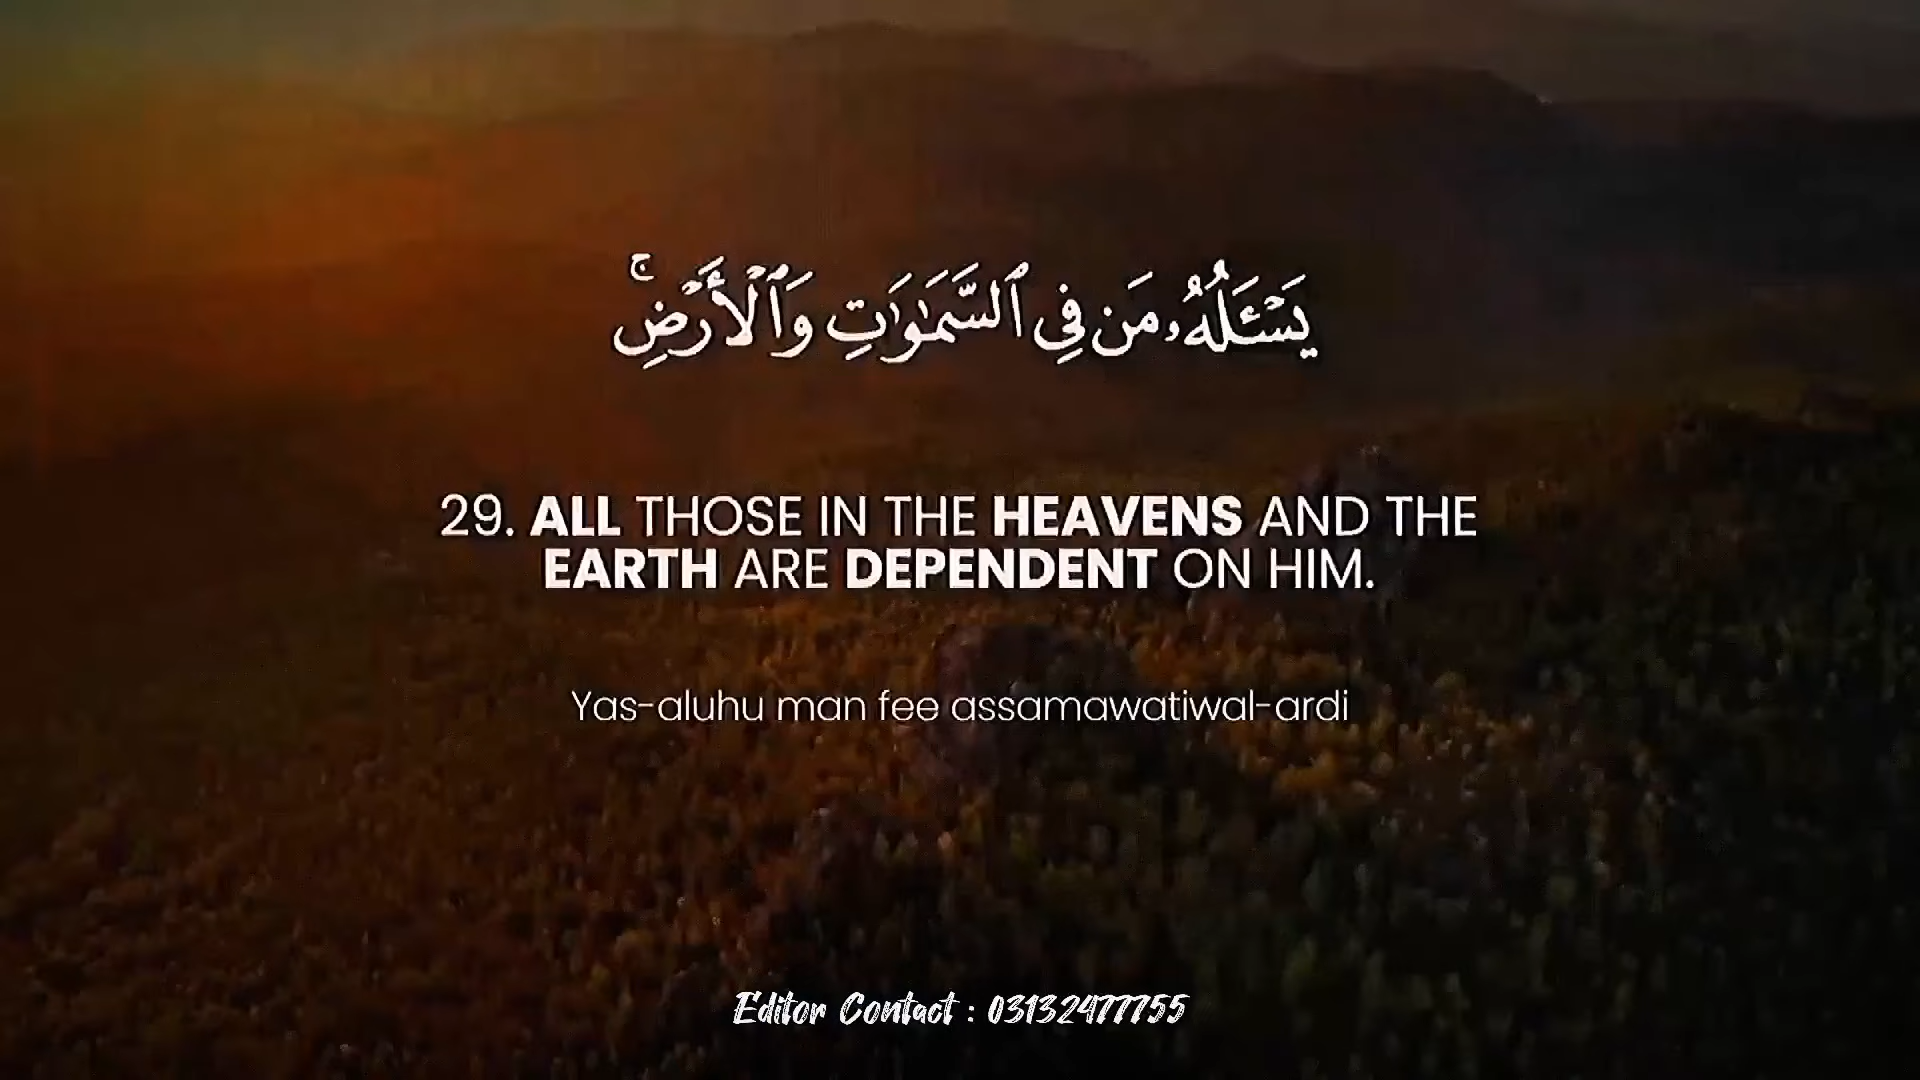 يَسْـَٔلُهُۥ مَن فِى ٱلسَّمَـٰوَٰتِ وَٱلْأَرْضِ ۚ
29. ALL THOSE IN THE HEAVENS AND THE
EARTH ARE DEPENDENT ON HIM.
Yas-aluhu man fee assamawatiwal-ardi
Editor Contact : 03132477755